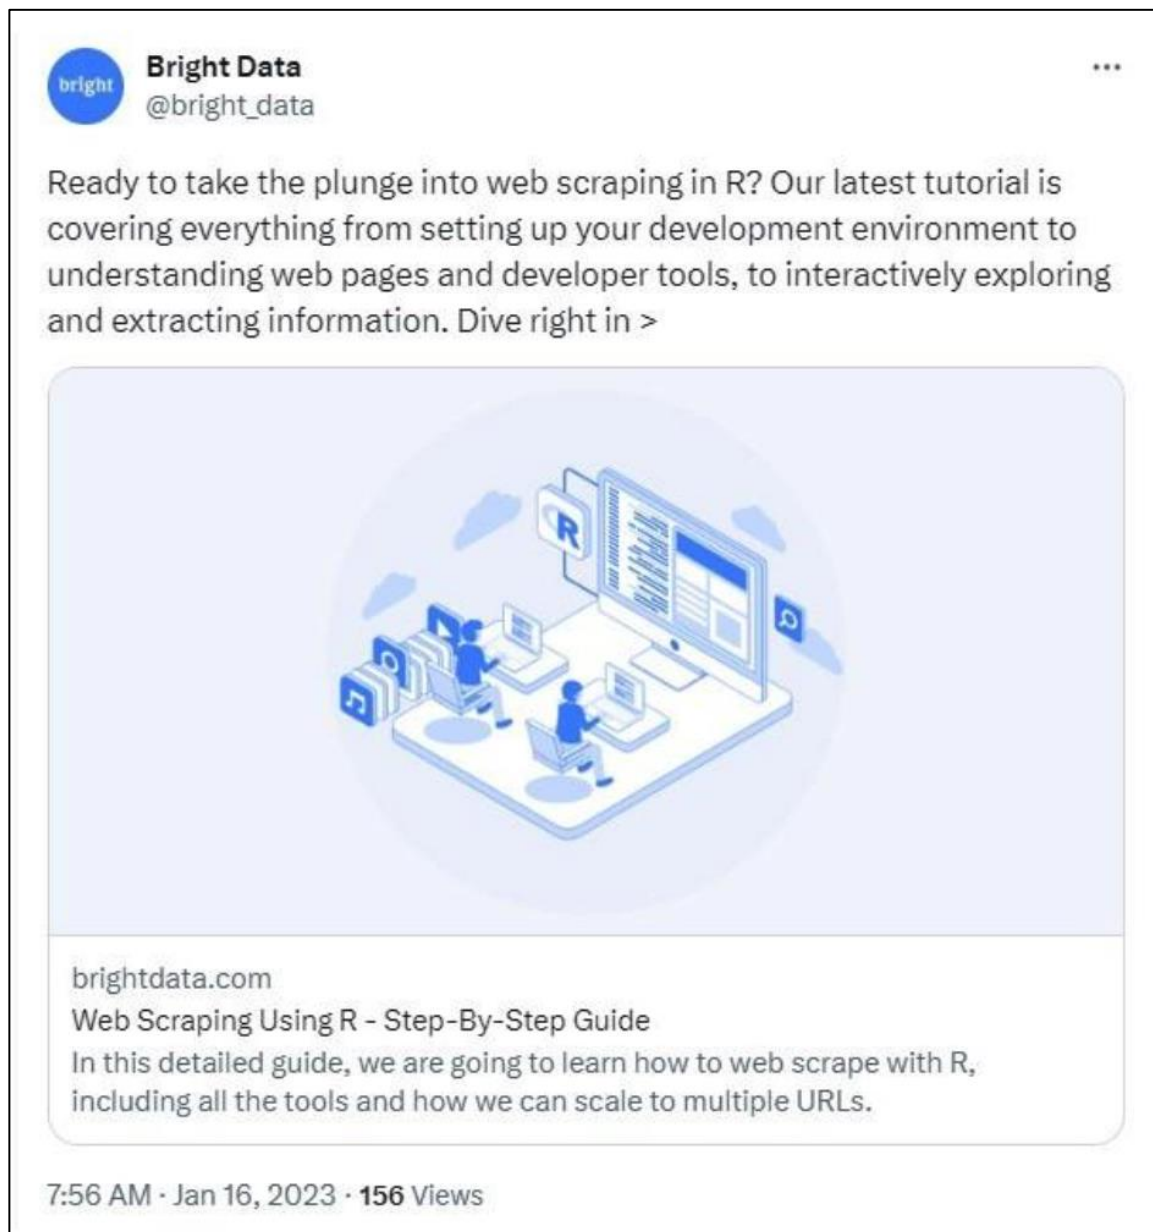 bright
Bright Data
@bright_data
Ready to take the plunge into web scraping in R? Our latest tutorial is
covering everything from setting up your development environment to
understanding web pages and developer tools, to interactively exploring
and extracting information. Dive right in >
R
brightdata.com
Web Scraping Using R - Step-By-Step Guide
In this detailed guide, we are going to learn how to web scrape with R,
including all the tools and how we can scale to multiple URLs.
7:56 AM · Jan 16, 2023 · 156 Views